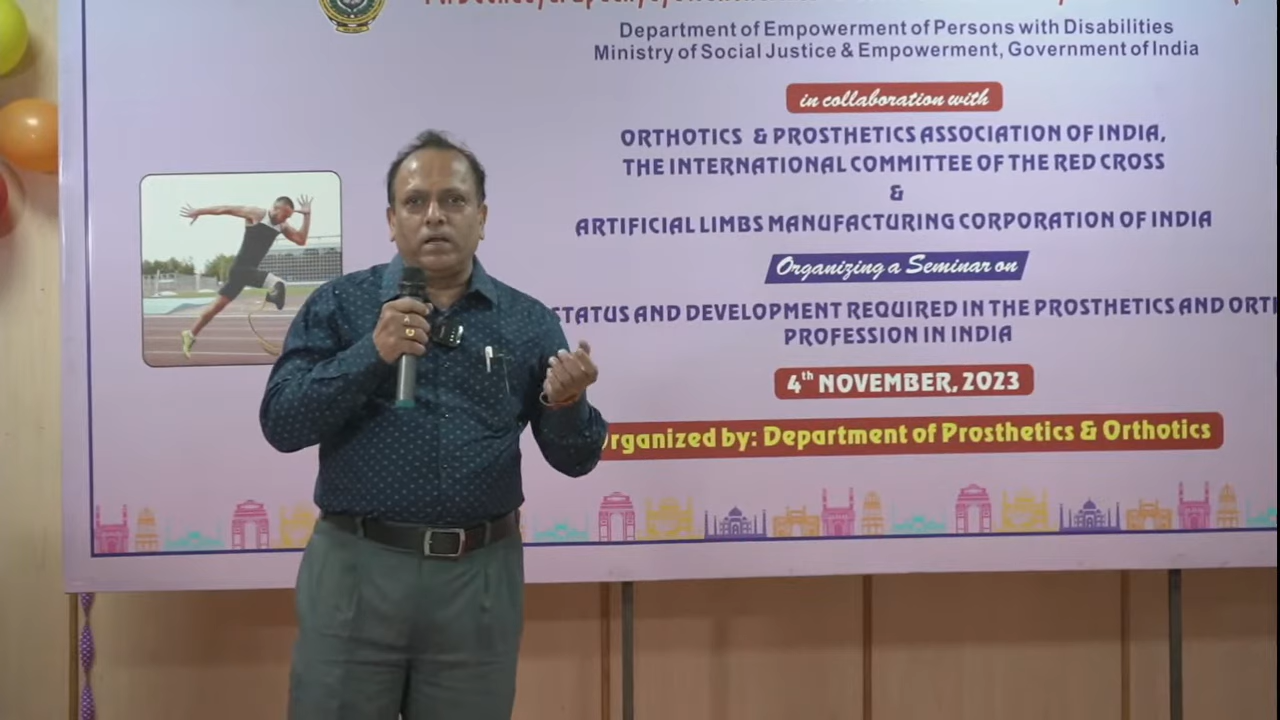 Department of Empowerment of Persons with Disabilities
Ministry of Social Justice & Empowerment, Government of India
in collaboration with
ORTHOTICS & PROSTHETICS ASSOCIATION OF INDIA,
THE INTERNATIONAL COMMITTEE OF THE RED CROSS
&
ARTIFICIAL LIMBS MANUFACTURING CORPORATION OF INDIA
Organizing a Seminar on
STATUS AND DEVELOPMENT REQUIRED IN THE PROSTHETICS AND ORT
PROFESSION IN INDIA
4th NOVEMBER, 2023
rganized by: Department of Prosthetics & Orthotics